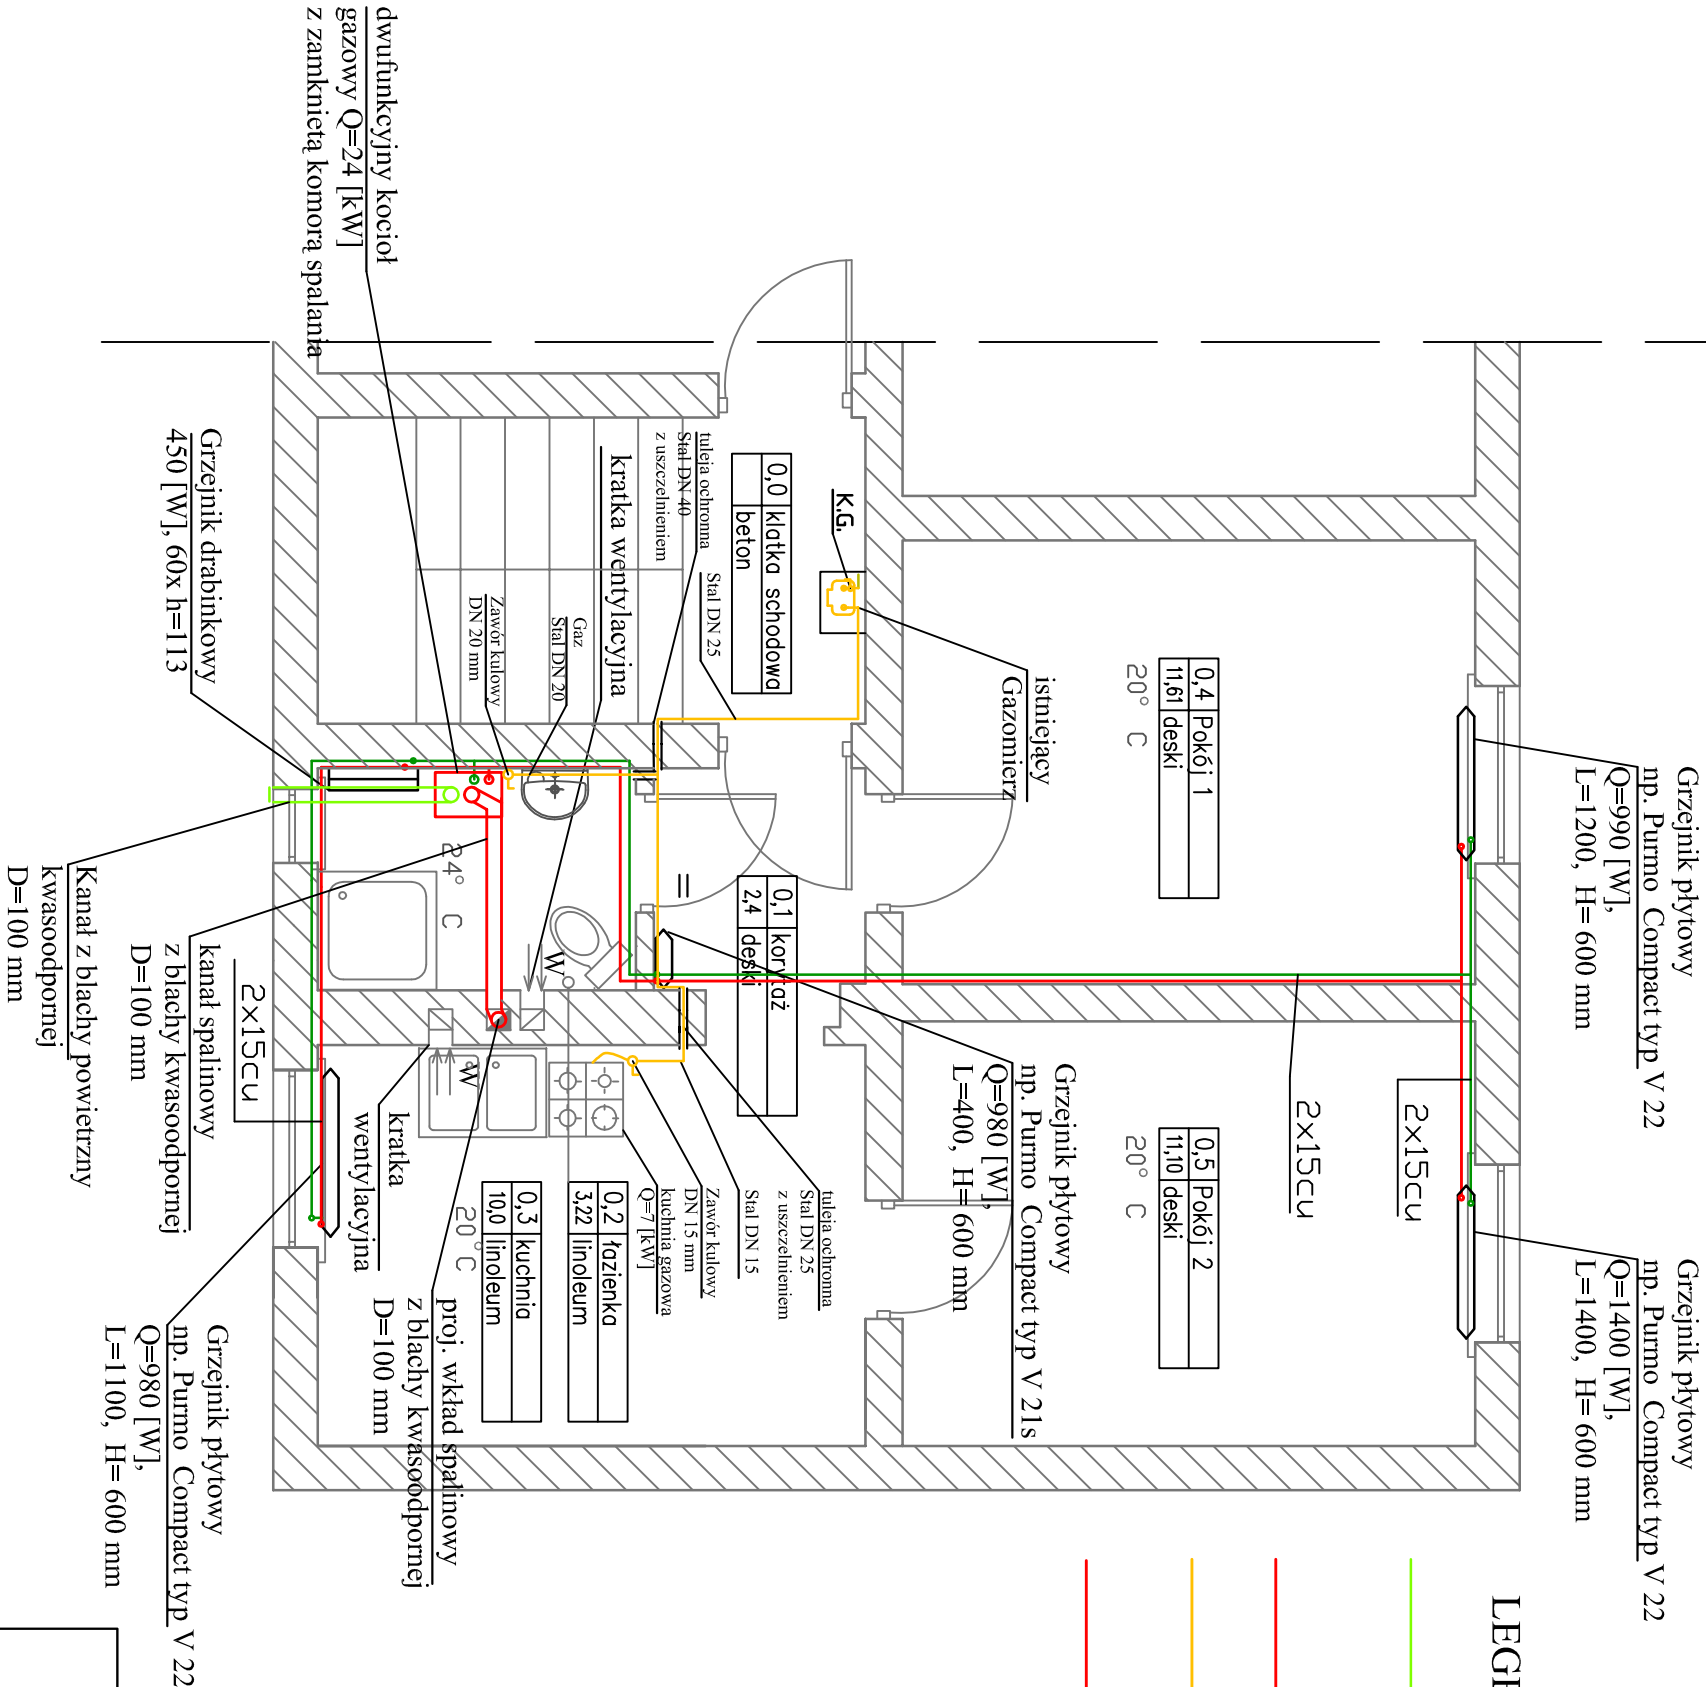 Grzejnik płytowy
np. Purmo Compact typ V 22
Q=990 [W],
L=1200, H= 600 mm
Grzejnik płytowy
np. Purmo Compact typ V 22
Q=1400 [W],
L=1400, H= 600 mm
LEGE
2x15cu
2x15cu
0,4 Pokój 1
11,61 deski
20° C
0,5 Pokój 2
11,10 deski
20° C
istniejący
Gazomierz
K.G.
Grzejnik płytowy
np. Purmo Compact typ V 21s
Q=980 [W],
L=400, H= 600 mm
0,0 klatka schodowa
beton
0,1 korytaż
2,4 deski
tuleja ochronna
Stal DN 40
z uszczelnieniem
Stal DN 25
tuleja ochronna
Stal DN 25
z uszczelnieniem
Stal DN 15
Zawór kulowy
DN 15 mm
kuchnia gazowa
Q=7 [kW]
kratka wentylacyjna
Gaz
Stal DN 20
Zawór kulowy
DN 20 mm
0,2 łazienka
3,22 linoleum
0,3 kuchnia
10,0 linoleum
20° C
W
W
24° C
dwufunkcyjny kocioł
gazowy Q=24 [kW]
z zamknietą komorą spalania
proj. wkład spalinowy
z blachy kwasoodpornej
D=100 mm
kratka
wentylacyjna
2x15cu
Grzejnik drabinkowy
450 [W], 60x h=113
kanał spalinowy
z blachy kwasoodpornej
D=100 mm
Grzejnik płytowy
np. Purmo Compact typ V 22
Q=980 [W],
L=1100, H= 600 mm
Kanał z blachy powietrzny
kwasoodpornej
D=100 mm